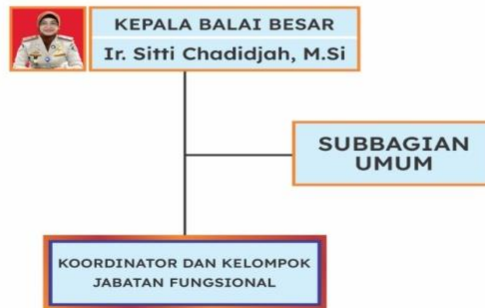 KEPALA BALAI BESAR
Ir. Sitti Chadidjah, M.Si
SUBBAGIAN
UMUM
KOORDINATOR DAN KELOMPOK
JABATAN FUNGSIONAL